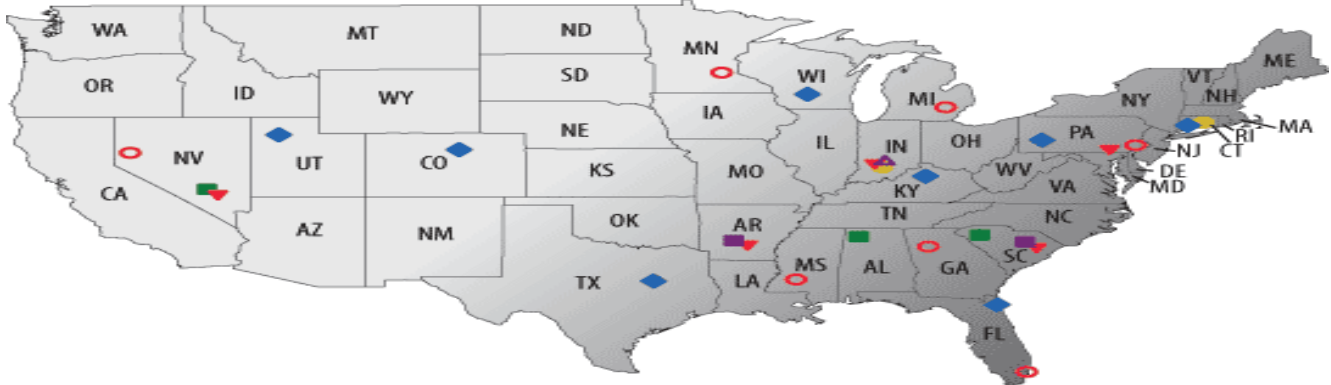 WA
MT
ND
MN
OR
ID
SD
WI
WY
MI
NY
VT
NH
ME
IA
NE
NV
UT
CO
IL
IN
OH
PA
RI
MA
NJ
CT
CA
KS
MO
KY
WV
VA
DE
MD
AZ
NM
OK
AR
TN
NC
TX
LA
MS
AL
GA
SC
FL